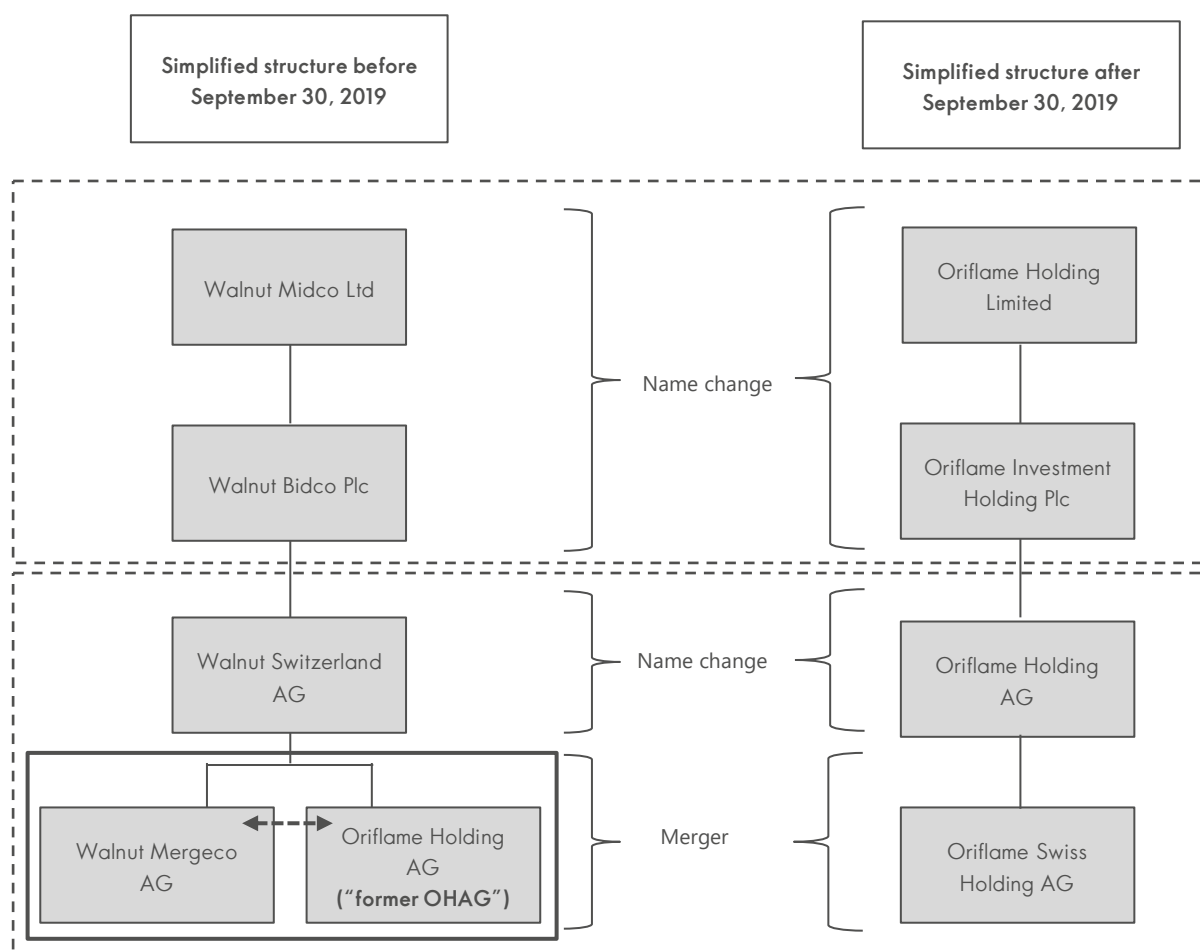 Simplified structure before
September 30, 2019
Simplified structure after
September 30, 2019
Walnut Midco Ltd
Oriflame Holding
Limited
Name change
Walnut Bidco Plc
Oriflame Investment
Holding Plc
Walnut Switzerland
AG
Name change
Oriflame Holding
AG
Walnut Mergeco
AG
Oriflame Holding
AG
(“former OHAG”)
Merger
Oriflame Swiss
Holding AG